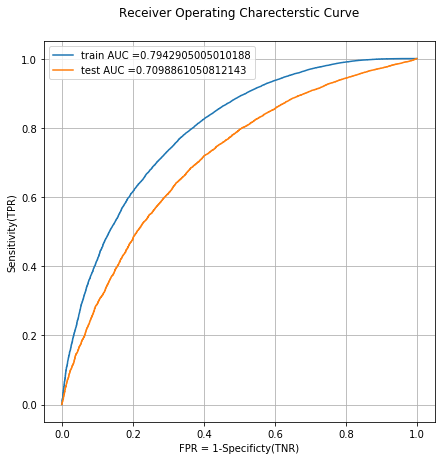 Receiver Operating Charecterstic Curve
train AUC =0.7942905005010188
test AUC =0.7098861050812143
Sensitivity(TPR)
1.0
0.8
0.6
0.4
0.2
0.0
0.0 0.2 0.4 0.6 0.8 1.0
FPR = 1-Specificty(TNR)